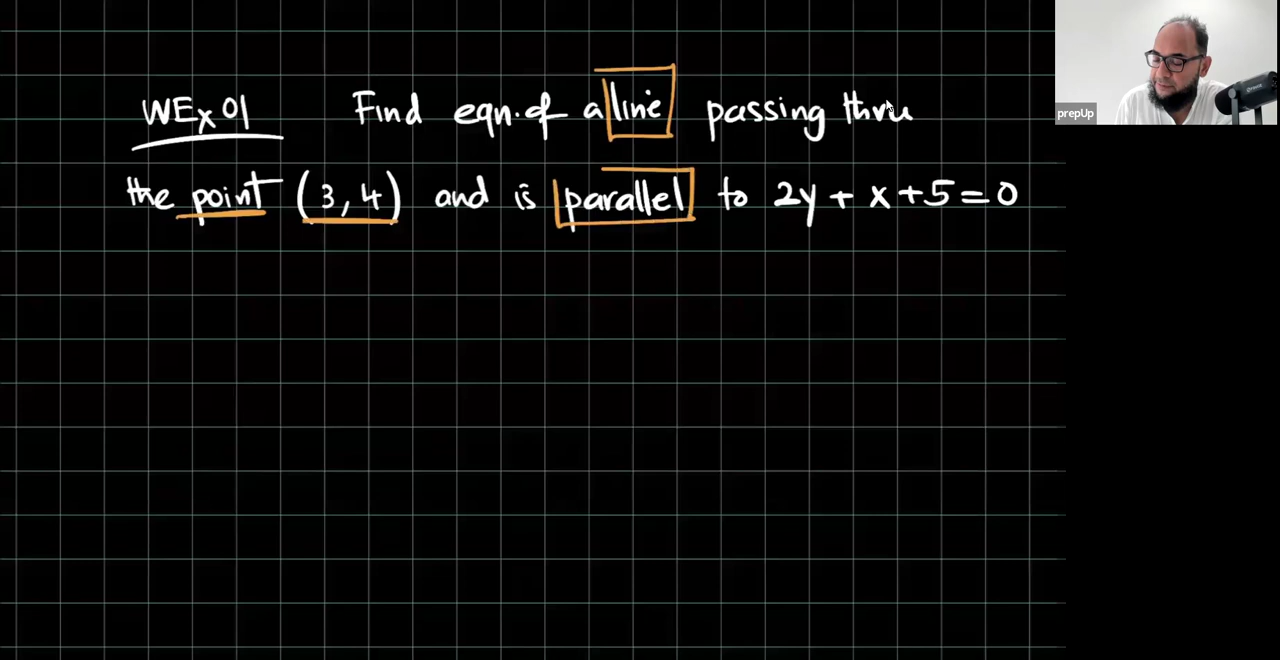 WEx 01 Find eqn. of a line passing thru
the point (3, 4) and is parallel to 2y + x + 5 = 0
prepUp